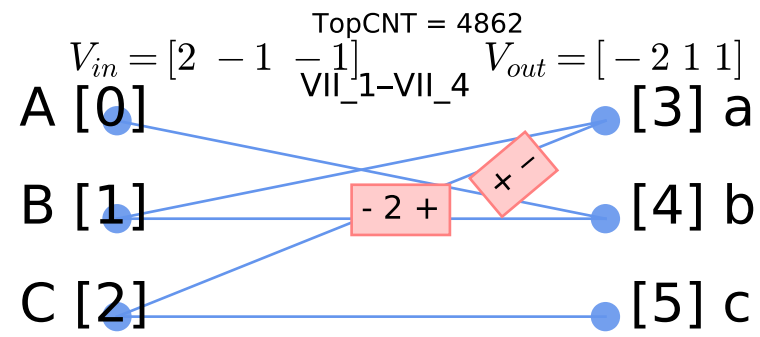 TopCNT = 4862
V_in = [2 −1 −1] V_out = [−2 1 1]
VII_1–VII_4
A [0] [3] a
+ −
B [1] - 2 + [4] b
C [2] [5] c